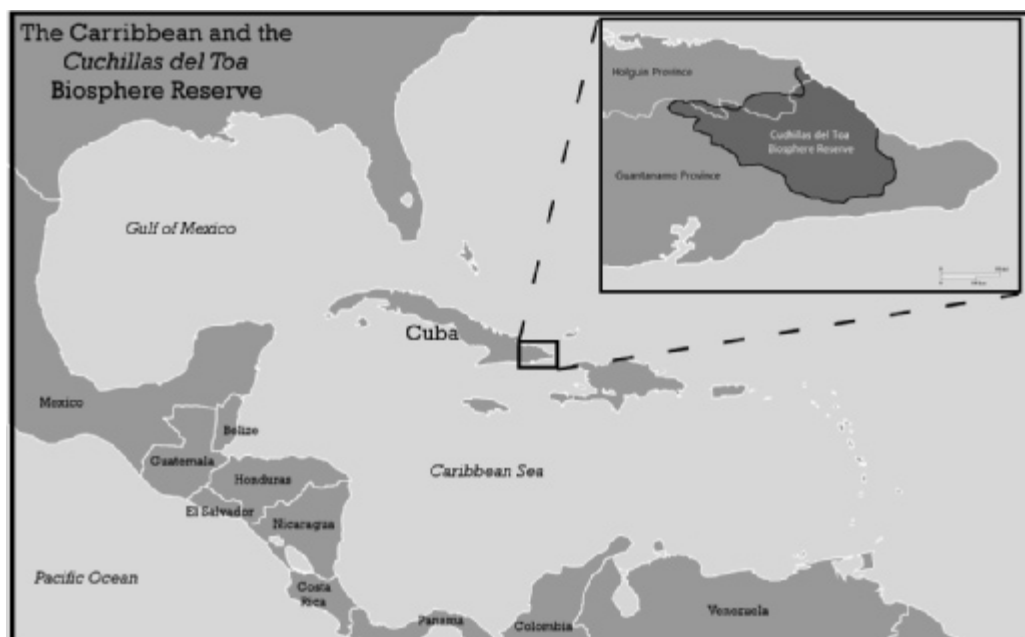 The Carribbean and the
Cuchillas del Toa
Biosphere Reserve
Holguin Province
Cuchillas del Toa
Biosphere Reserve
Guantanamo Province
Gulf of Mexico
Cuba
Mexico
Belize
Guatemala
Honduras
Caribbean Sea
El Salvador
Nicaragua
Pacific Ocean
Costa
Rica
Panama
Colombia
Venezuela